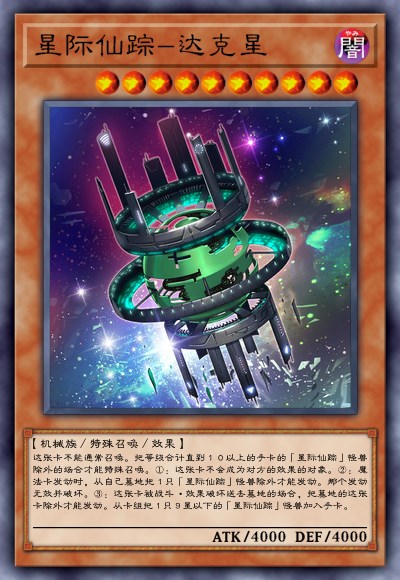 星际仙踪-达克星
闇
やみ
【机械族／特殊召唤／效果】
这张卡不能通常召唤。把等级合计直到１０以上的手卡的「星际仙踪」怪兽
除外的场合才能特殊召唤。①：这张卡不会成为对方的效果的对象。②：魔
法卡发动时，从自己墓地把１只「星际仙踪」怪兽除外才能发动。那个发动
无效并破坏。③：这张卡被战斗·效果破坏送去墓地的场合，把墓地的这张
卡除外才能发动。从卡组把１只９星以下的「星际仙踪」怪兽加入手卡。
ATK/4000 DEF/4000